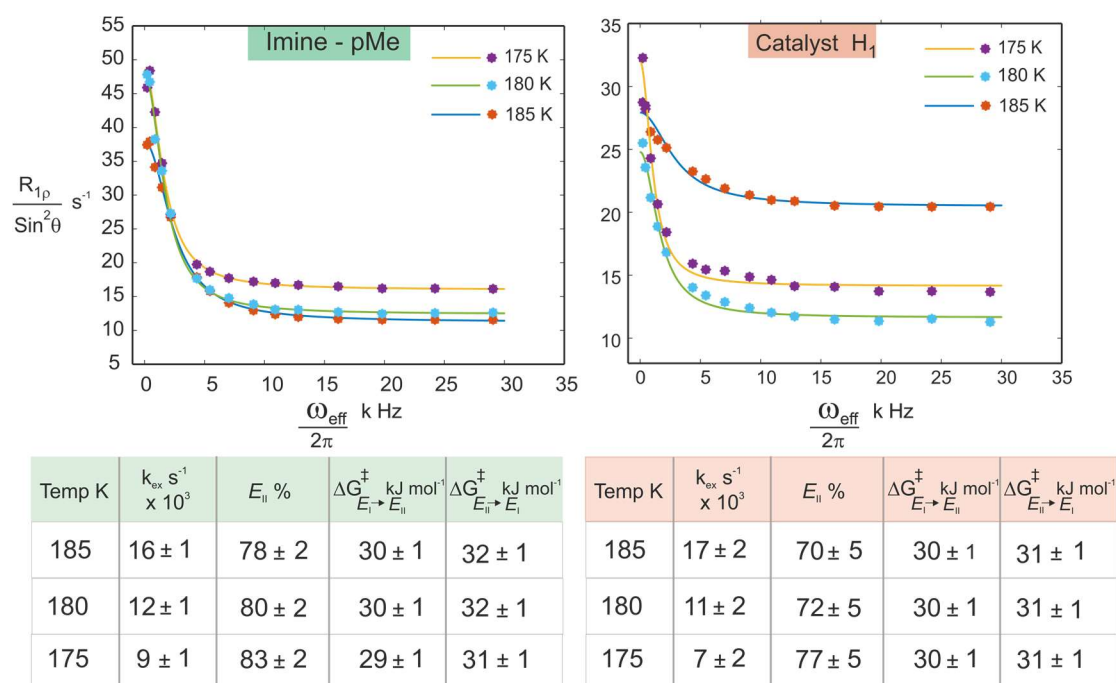 Imine - pMe
175 K
180 K
185 K
55
50
45
40
35
30
25
20
15
10
5
0 5 10 15 20 25 30 35
R1ρ
Sin²θ
s⁻¹
ωeff
2π
k Hz
Catalyst H₁
175 K
180 K
185 K
35
30
25
20
15
10
0 5 10 15 20 25 30 35
ωeff
2π
k Hz
Temp K kex s⁻¹ x 10³ EII % ΔG‡EI→EII kJ mol⁻¹ ΔG‡EII→EI kJ mol⁻¹
185 16 ± 1 78 ± 2 30 ± 1 32 ± 1
180 12 ± 1 80 ± 2 30 ± 1 32 ± 1
175 9 ± 1 83 ± 2 29 ± 1 31 ± 1
Temp K kex s⁻¹ x 10³ EII % ΔG‡EI→EII kJ mol⁻¹ ΔG‡EII→EI kJ mol⁻¹
185 17 ± 2 70 ± 5 30 ± 1 31 ± 1
180 11 ± 2 72 ± 5 30 ± 1 31 ± 1
175 7 ± 2 77 ± 5 30 ± 1 31 ± 1